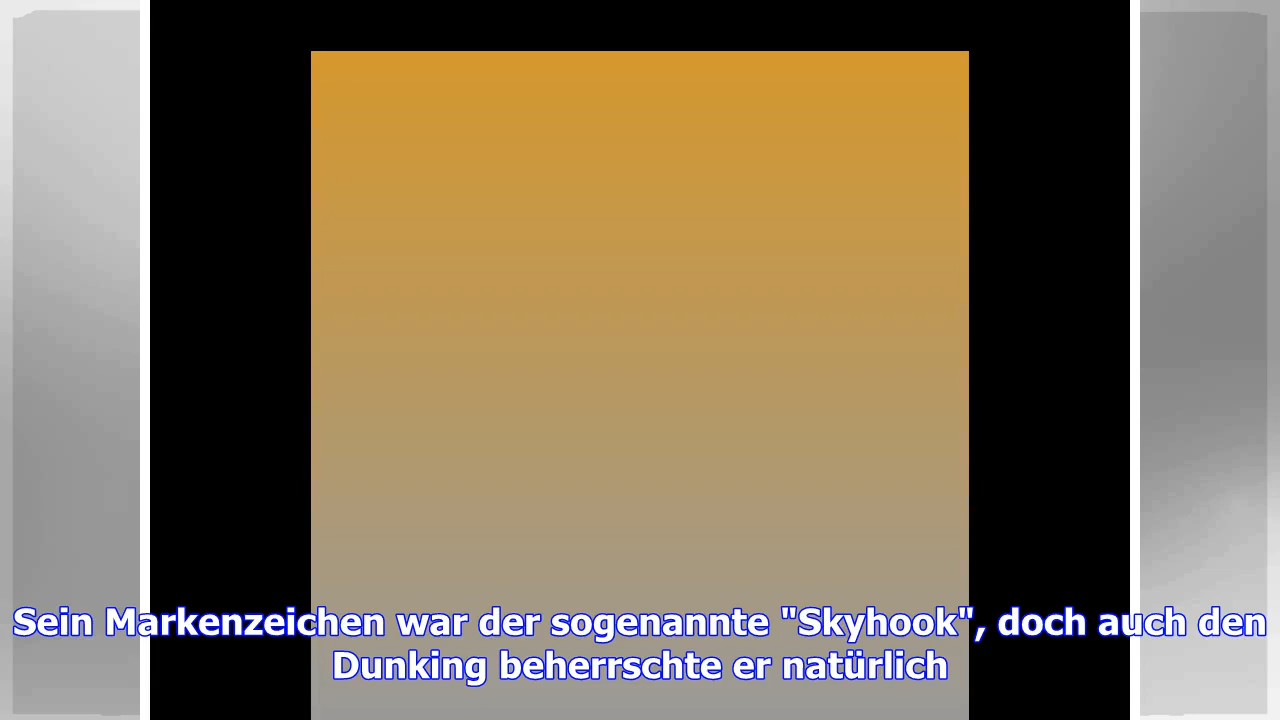 Sein Markenzeichen war der sogenannte "Skyhook", doch auch den
Dunking beherrschte er natürlich